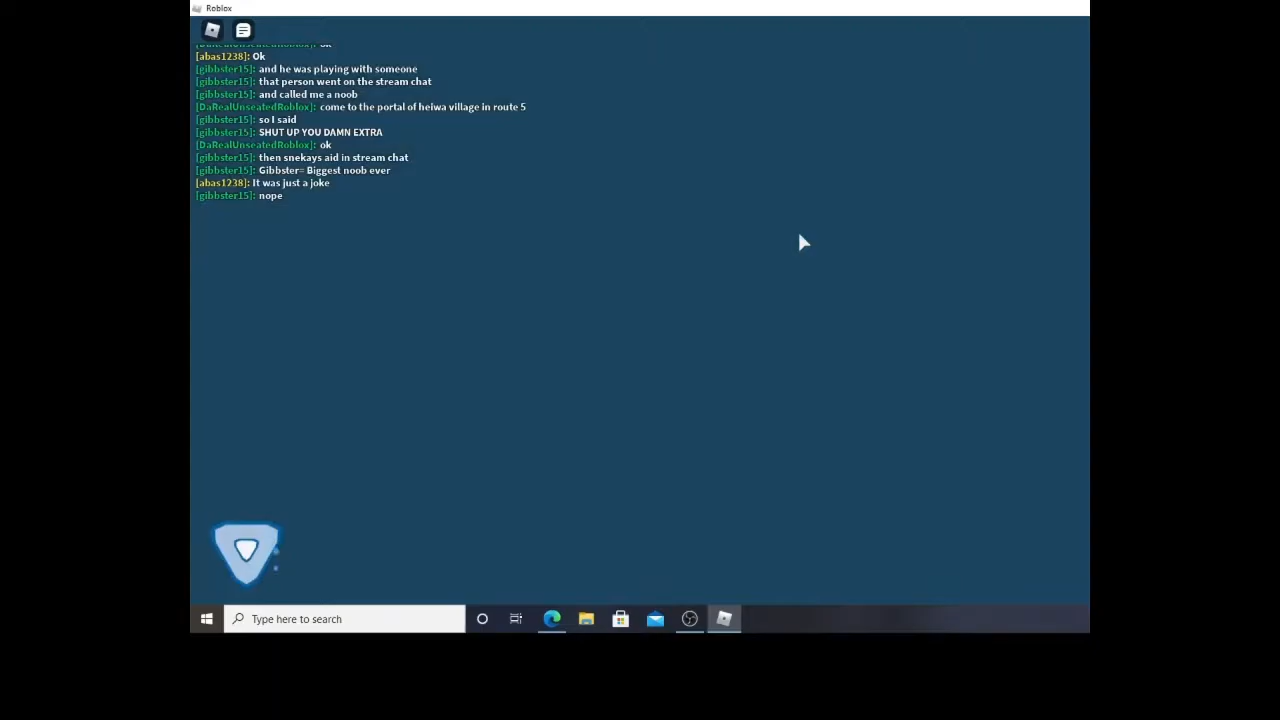 Roblox
[DaRealUnseatedRoblox]: ok
[abas1238]: Ok
[gibbster15]: and he was playing with someone
[gibbster15]: that person went on the stream chat
[gibbster15]: and called me a noob
[DaRealUnseatedRoblox]: come to the portal of heiwa village in route 5
[gibbster15]: so I said
[gibbster15]: SHUT UP YOU DAMN EXTRA
[DaRealUnseatedRoblox]: ok
[gibbster15]: then snekays aid in stream chat
[gibbster15]: Gibbster= Biggest noob ever
[abas1238]: It was just a joke
[gibbster15]: nope
Type here to search